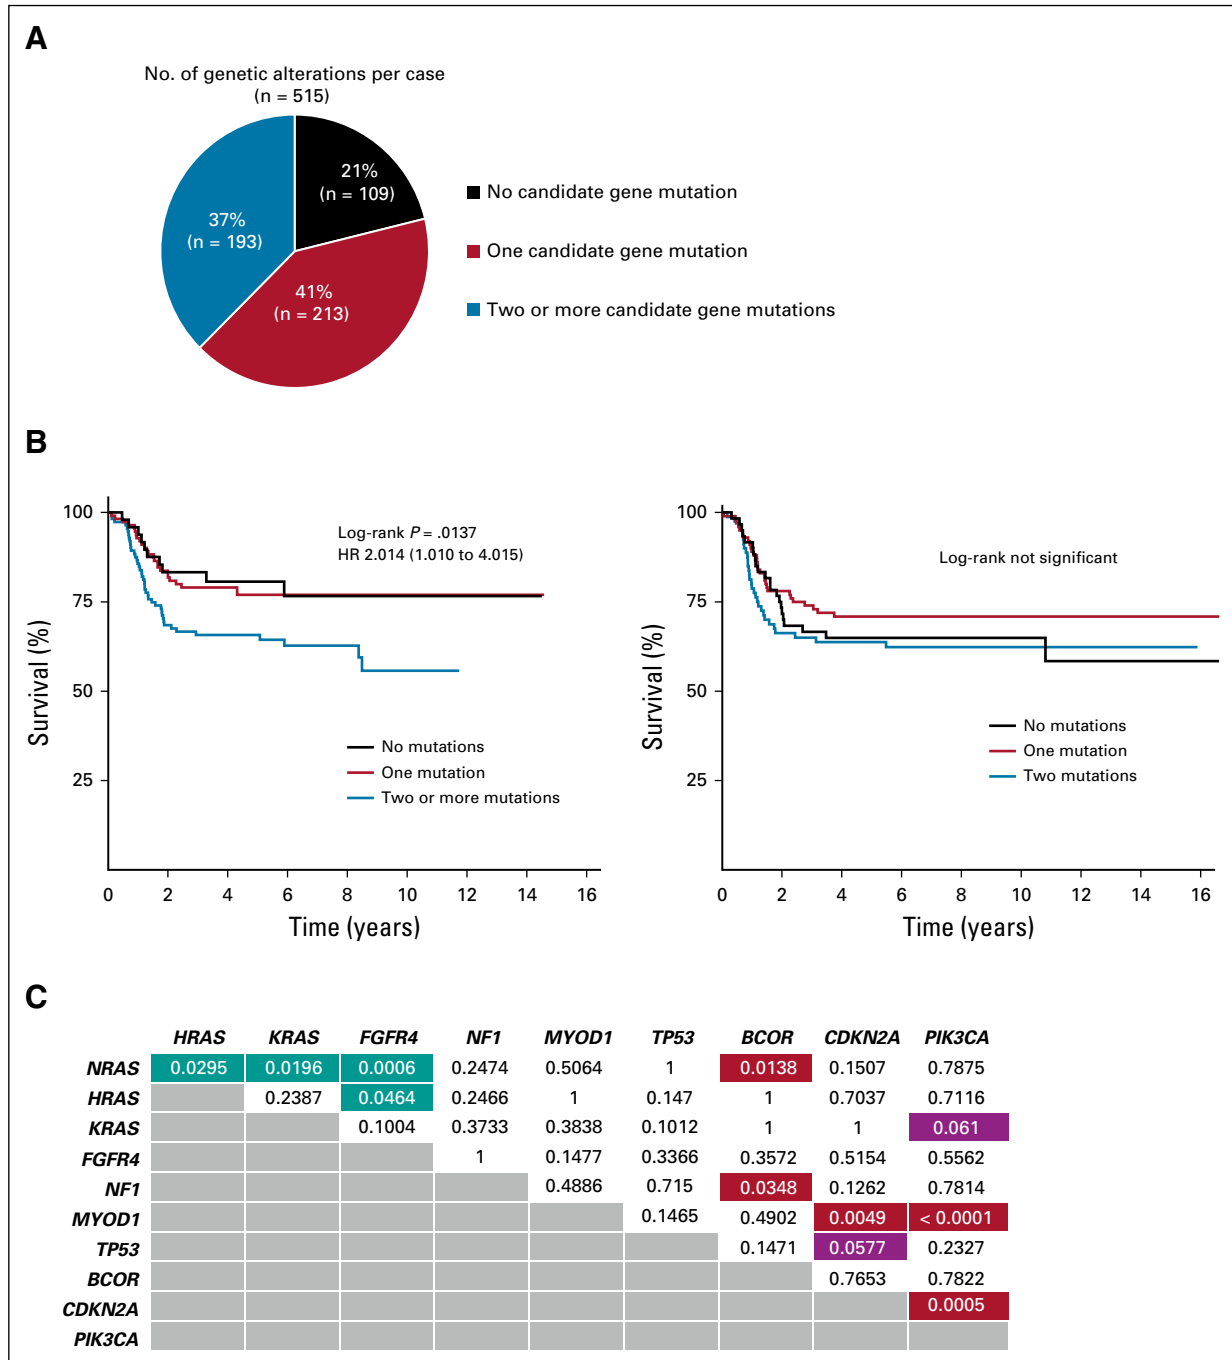 A
No. of genetic alterations per case
(n = 515)
21%
(n = 109)
37%
(n = 193)
41%
(n = 213)
No candidate gene mutation
One candidate gene mutation
Two or more candidate gene mutations
B
Survival (%)
100
75
50
25
Log-rank P = .0137
HR 2.014 (1.010 to 4.015)
No mutations
One mutation
Two or more mutations
0 2 4 6 8 10 12 14 16
Time (years)
Survival (%)
100
75
50
25
Log-rank not significant
No mutations
One mutation
Two mutations
0 2 4 6 8 10 12 14 16
Time (years)
C
HRAS KRAS FGFR4 NF1 MYOD1 TP53 BCOR CDKN2A PIK3CA
NRAS 0.0295 0.0196 0.0006 0.2474 0.5064 1 0.0138 0.1507 0.7875
HRAS 0.2387 0.0464 0.2466 1 0.147 1 0.7037 0.7116
KRAS 0.1004 0.3733 0.3838 0.1012 1 1 0.061
FGFR4 1 0.1477 0.3366 0.3572 0.5154 0.5562
NF1 0.4886 0.715 0.0348 0.1262 0.7814
MYOD1 0.1465 0.4902 0.0049 < 0.0001
TP53 0.1471 0.0577 0.2327
BCOR 0.7653 0.7822
CDKN2A 0.0005
PIK3CA